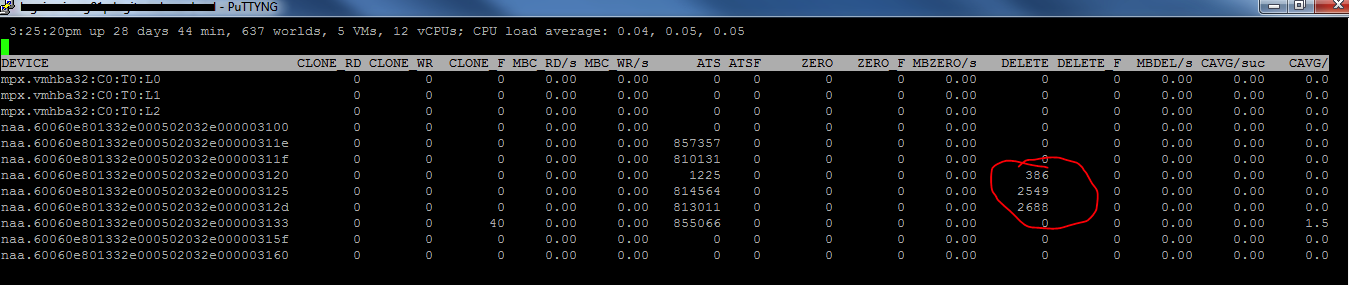 - PuTTYNG
3:25:20pm up 28 days 44 min, 637 worlds, 5 VMs, 12 vCPUs; CPU load average: 0.04, 0.05, 0.05
DEVICE CLONE_RD CLONE_WR CLONE_F MBC_RD/s MBC_WR/s ATS ATSF ZERO ZERO_F MBZERO/s DELETE DELETE_F MBDEL/s CAVG/suc CAVG/
mpx.vmhba32:C0:T0:L0 0 0 0 0.00 0.00 0 0 0 0 0.00 0 0 0.00 0.00 0.0
mpx.vmhba32:C0:T0:L1 0 0 0 0.00 0.00 0 0 0 0 0.00 0 0 0.00 0.00 0.0
mpx.vmhba32:C0:T0:L2 0 0 0 0.00 0.00 0 0 0 0 0.00 0 0 0.00 0.00 0.0
naa.60060e801332e000502032e000003100 0 0 0 0.00 0.00 0 0 0 0 0.00 0 0 0.00 0.00 0.0
naa.60060e801332e000502032e00000311e 0 0 0 0.00 0.00 857357 0 0 0 0.00 0 0 0.00 0.00 0.0
naa.60060e801332e000502032e00000311f 0 0 0 0.00 0.00 810131 0 0 0 0.00 0 0 0.00 0.00 0.0
naa.60060e801332e000502032e000003120 0 0 0 0.00 0.00 1225 0 0 0 0.00 386 0 0.00 0.00 0.0
naa.60060e801332e000502032e000003125 0 0 0 0.00 0.00 814564 0 0 0 0.00 2549 0 0.00 0.00 0.0
naa.60060e801332e000502032e00000312d 0 0 0 0.00 0.00 813011 0 0 0 0.00 2688 0 0.00 0.00 0.0
naa.60060e801332e000502032e000003133 0 0 40 0.00 0.00 855066 0 0 0 0.00 0 0 0.00 0.00 1.5
naa.60060e801332e000502032e00000315f 0 0 0 0.00 0.00 0 0 0 0 0.00 0 0 0.00 0.00 0.0
naa.60060e801332e000502032e000003160 0 0 0 0.00 0.00 0 0 0 0 0.00 0 0 0.00 0.00 0.0